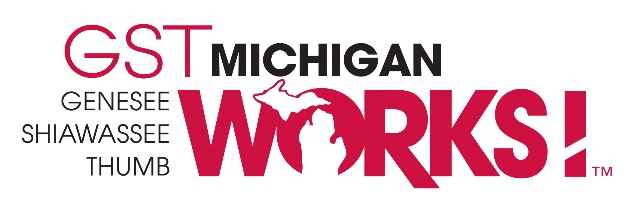 GST MICHIGAN
GENESEE
SHIAWASSEE
THUMB
WORKS! ™